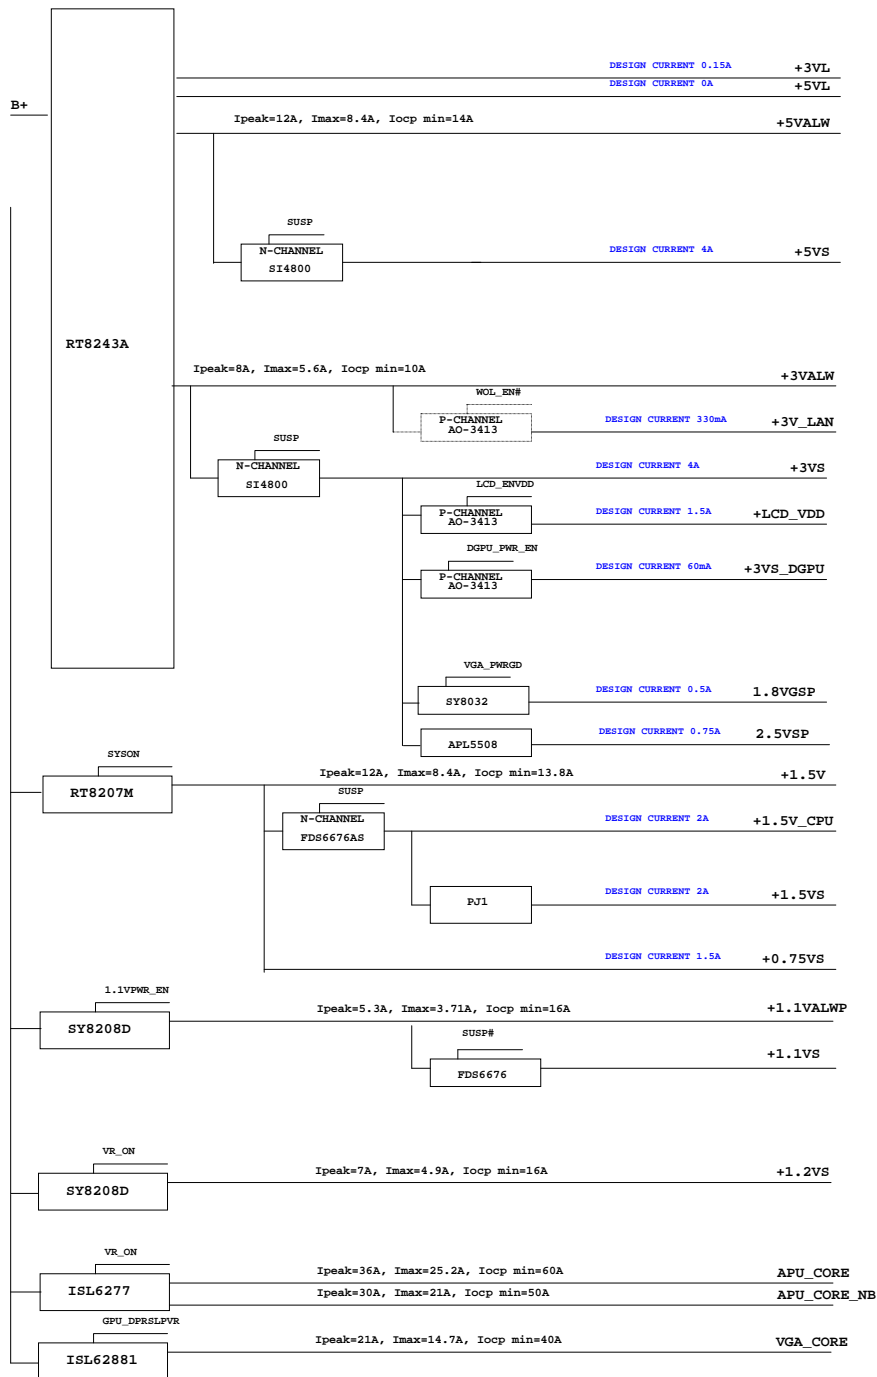 DESIGN CURRENT 0.15A +3VL
DESIGN CURRENT 0A +5VL
B+
Ipeak=12A, Imax=8.4A, Iocp min=14A +5VALW
SUSP
N-CHANNEL
SI4800
DESIGN CURRENT 4A +5VS
RT8243A
Ipeak=8A, Imax=5.6A, Iocp min=10A +3VALW
WOL_EN#
P-CHANNEL
AO-3413
DESIGN CURRENT 330mA +3V_LAN
SUSP
N-CHANNEL
SI4800
DESIGN CURRENT 4A +3VS
LCD_ENVDD
P-CHANNEL
AO-3413
DESIGN CURRENT 1.5A +LCD_VDD
DGPU_PWR_EN
P-CHANNEL
AO-3413
DESIGN CURRENT 60mA +3VS_DGPU
VGA_PWRGD
SY8032
DESIGN CURRENT 0.5A 1.8VGSP
APL5508
DESIGN CURRENT 0.75A 2.5VSP
SYSON
RT8207M
Ipeak=12A, Imax=8.4A, Iocp min=13.8A +1.5V
SUSP
N-CHANNEL
FDS6676AS
DESIGN CURRENT 2A +1.5V_CPU
PJ1
DESIGN CURRENT 2A +1.5VS
DESIGN CURRENT 1.5A +0.75VS
1.1VPWR_EN
SY8208D
Ipeak=5.3A, Imax=3.71A, Iocp min=16A +1.1VALWP
SUSP#
FDS6676
+1.1VS
VR_ON
SY8208D
Ipeak=7A, Imax=4.9A, Iocp min=16A +1.2VS
VR_ON
ISL6277
Ipeak=36A, Imax=25.2A, Iocp min=60A APU_CORE
Ipeak=30A, Imax=21A, Iocp min=50A APU_CORE_NB
GPU_DPRSLPVR
ISL62881
Ipeak=21A, Imax=14.7A, Iocp min=40A VGA_CORE